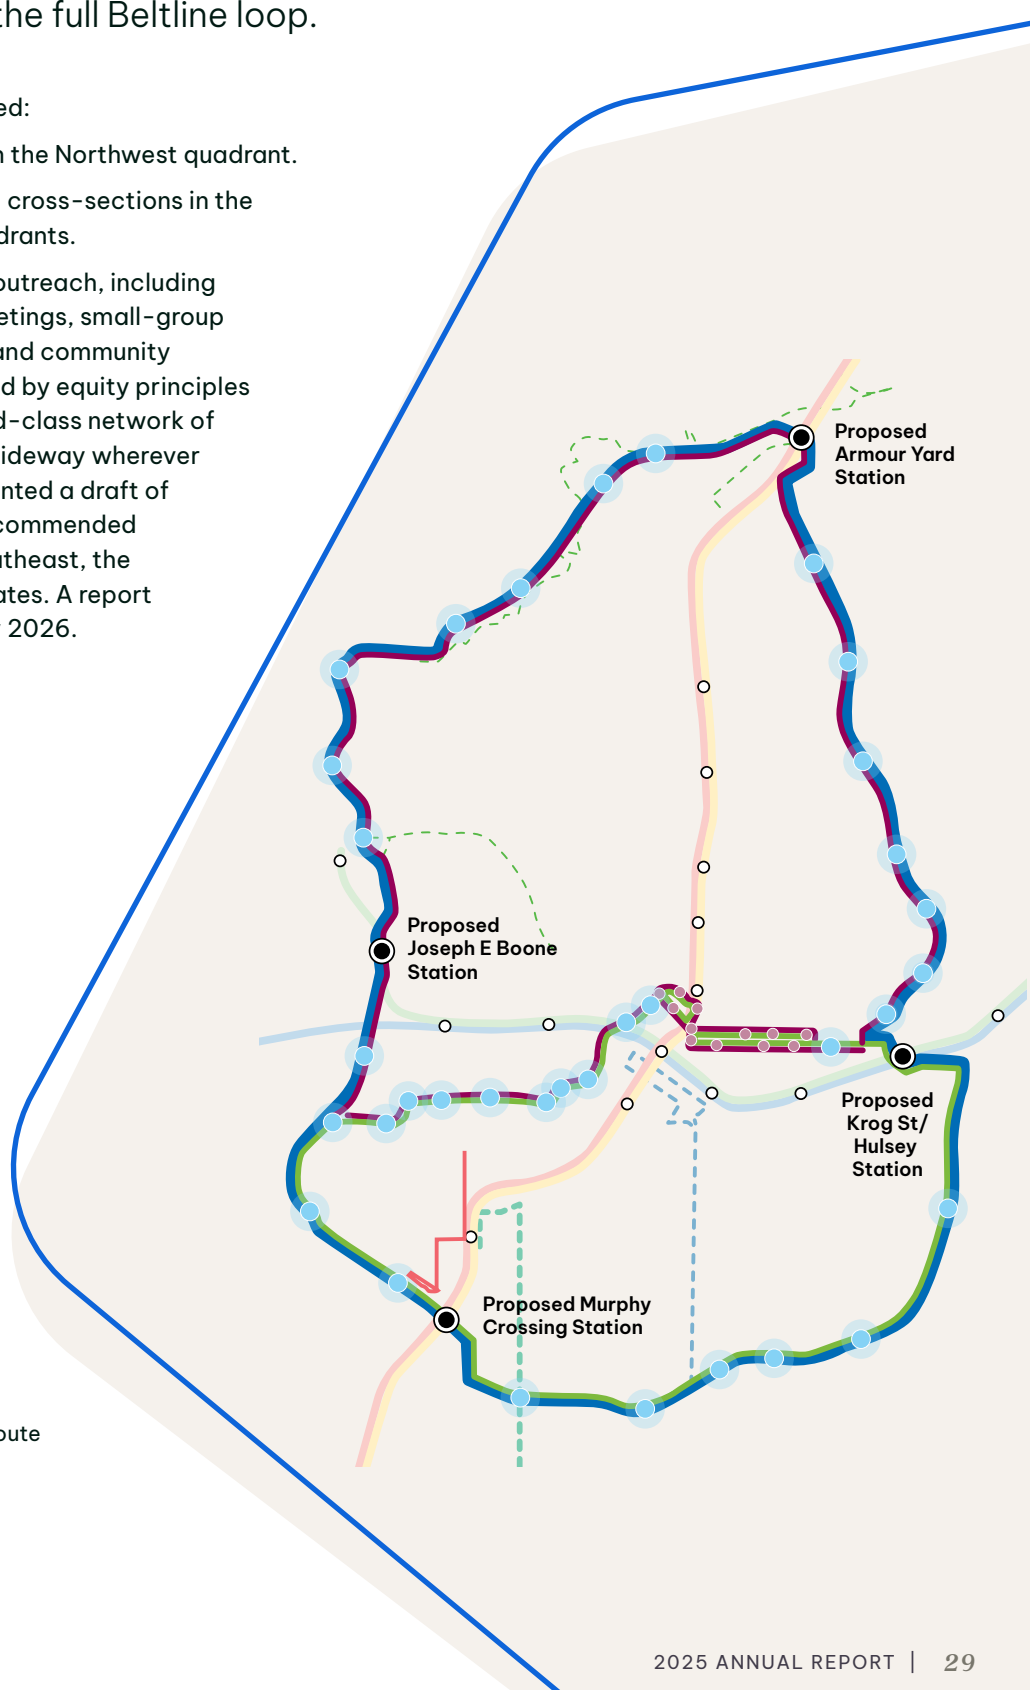 the full Beltline loop.
ed:
n the Northwest quadrant.
cross-sections in the
drants.
outreach, including
etings, small-group
and community
d by equity principles
d-class network of
ideway wherever
nted a draft of
commended
theast, the
ates. A report
2026.
Proposed
Armour Yard
Station
Proposed
Joseph E Boone
Station
Proposed
Krog St/
Hulsey
Station
Proposed Murphy
Crossing Station
oute
2025 ANNUAL REPORT | 29